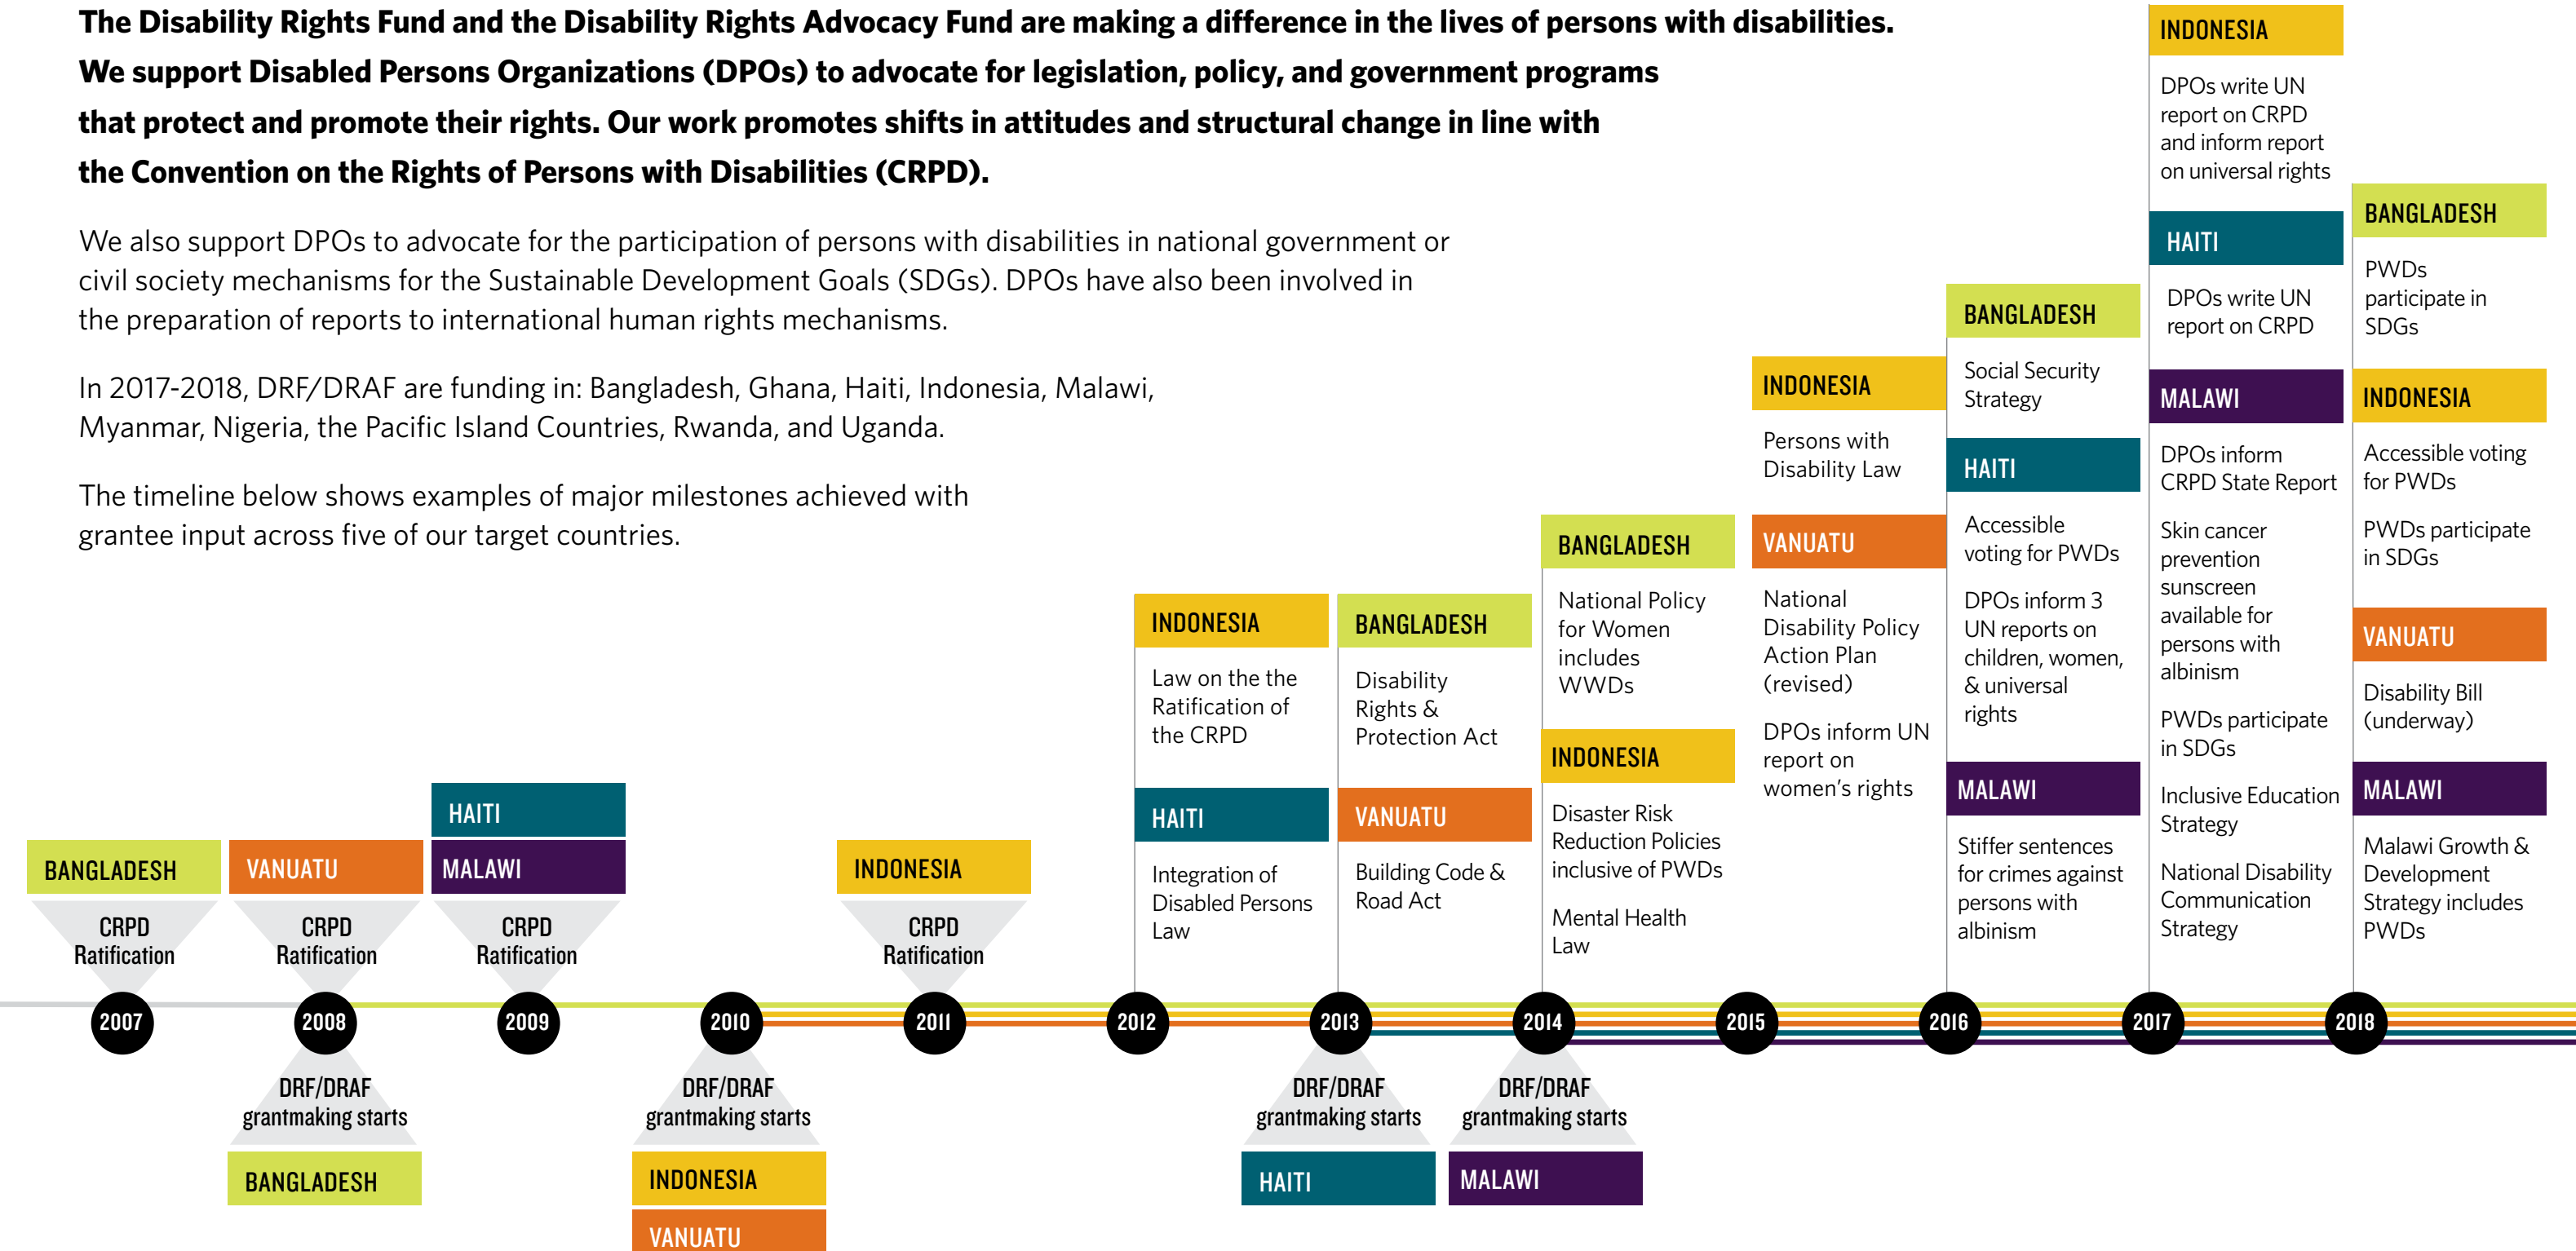 The Disability Rights Fund and the Disability Rights Advocacy Fund are making a difference in the lives of persons with disabilities.
We support Disabled Persons Organizations (DPOs) to advocate for legislation, policy, and government programs
that protect and promote their rights. Our work promotes shifts in attitudes and structural change in line with
the Convention on the Rights of Persons with Disabilities (CRPD).
We also support DPOs to advocate for the participation of persons with disabilities in national government or
civil society mechanisms for the Sustainable Development Goals (SDGs). DPOs have also been involved in
the preparation of reports to international human rights mechanisms.
In 2017-2018, DRF/DRAF are funding in: Bangladesh, Ghana, Haiti, Indonesia, Malawi,
Myanmar, Nigeria, the Pacific Island Countries, Rwanda, and Uganda.
The timeline below shows examples of major milestones achieved with
grantee input across five of our target countries.
BANGLADESH
CRPD
Ratification
2007
VANUATU
CRPD
Ratification
2008
DRF/DRAF
grantmaking starts
BANGLADESH
HAITI
MALAWI
CRPD
Ratification
2009
2010
DRF/DRAF
grantmaking starts
INDONESIA
VANUATU
INDONESIA
CRPD
Ratification
2011
INDONESIA
Law on the the
Ratification of
the CRPD
HAITI
Integration of
Disabled Persons
Law
2012
BANGLADESH
Disability
Rights &
Protection Act
VANUATU
Building Code &
Road Act
2013
DRF/DRAF
grantmaking starts
HAITI
BANGLADESH
National Policy
for Women
includes
WWDs
INDONESIA
Disaster Risk
Reduction Policies
inclusive of PWDs
Mental Health
Law
2014
DRF/DRAF
grantmaking starts
MALAWI
INDONESIA
Persons with
Disability Law
VANUATU
National
Disability Policy
Action Plan
(revised)
DPOs inform UN
report on
women's rights
2015
BANGLADESH
Social Security
Strategy
HAITI
Accessible
voting for PWDs
DPOs inform 3
UN reports on
children, women,
& universal
rights
MALAWI
Stiffer sentences
for crimes against
persons with
albinism
2016
INDONESIA
DPOs write UN
report on CRPD
and inform report
on universal rights
HAITI
DPOs write UN
report on CRPD
MALAWI
DPOs inform
CRPD State Report
Skin cancer
prevention
sunscreen
available for
persons with
albinism
PWDs participate
in SDGs
Inclusive Education
Strategy
National Disability
Communication
Strategy
2017
BANGLADESH
PWDs
participate in
SDGs
INDONESIA
Accessible voting
for PWDs
PWDs participate
in SDGs
VANUATU
Disability Bill
(underway)
MALAWI
Malawi Growth &
Development
Strategy includes
PWDs
2018